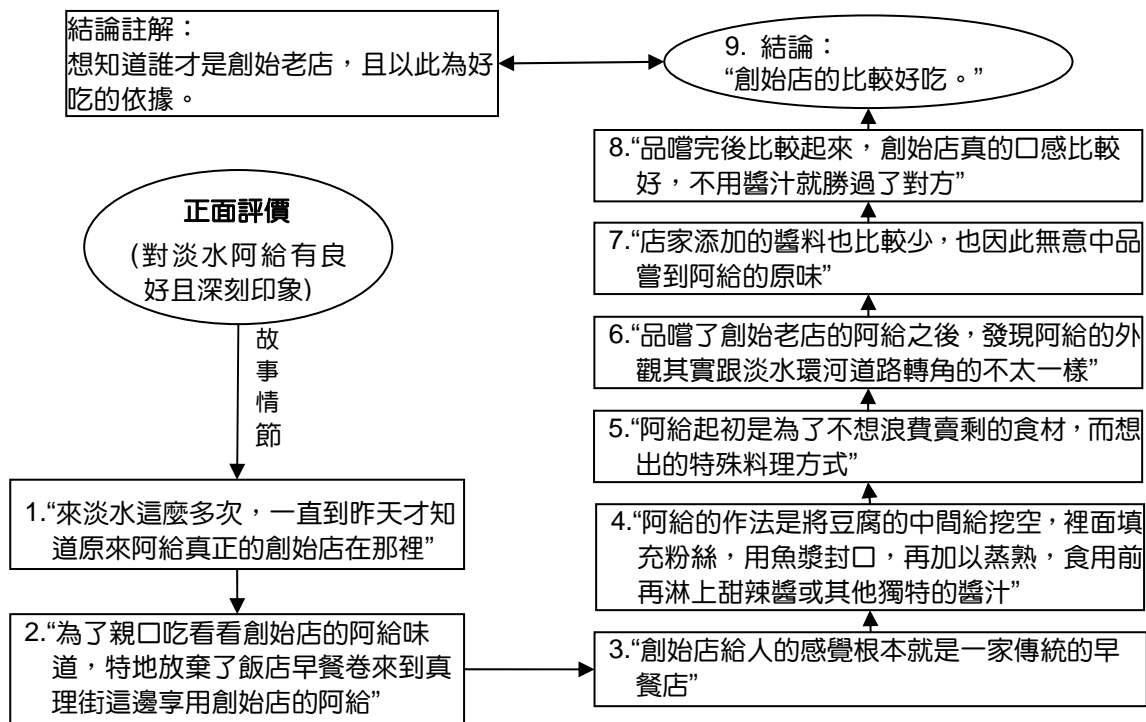 結論註解：
想知道誰才是創始老店，且以此為好
吃的依據。
正面評價
(對淡水阿給有良
好且深刻印象)
故
事
情
節
1.“來淡水這麼多次，一直到昨天才知
道原來阿給真正的創始店在那裡”
2.“為了親口吃看看創始店的阿給味
道，特地放棄了飯店早餐卷來到真
理街這邊享用創始店的阿給”
3.“創始店給人的感覺根本就是一家傳統的早
餐店”
4.“阿給的作法是將豆腐的中間給挖空，裡面填
充粉絲，用魚漿封口，再加以蒸熟，食用前
再淋上甜辣醬或其他獨特的醬汁”
5.“阿給起初是為了不想浪費賣剩的食材，而想
出的特殊料理方式”
6.“品嚐了創始老店的阿給之後，發現阿給的外
觀其實跟淡水環河道路轉角的不太一樣”
7.“店家添加的醬料也比較少，也因此無意中品
嘗到阿給的原味”
8.“品嚐完後比較起來，創始店真的口感比較
好，不用醬汁就勝過了對方”
9. 結論：
“創始店的比較好吃。”